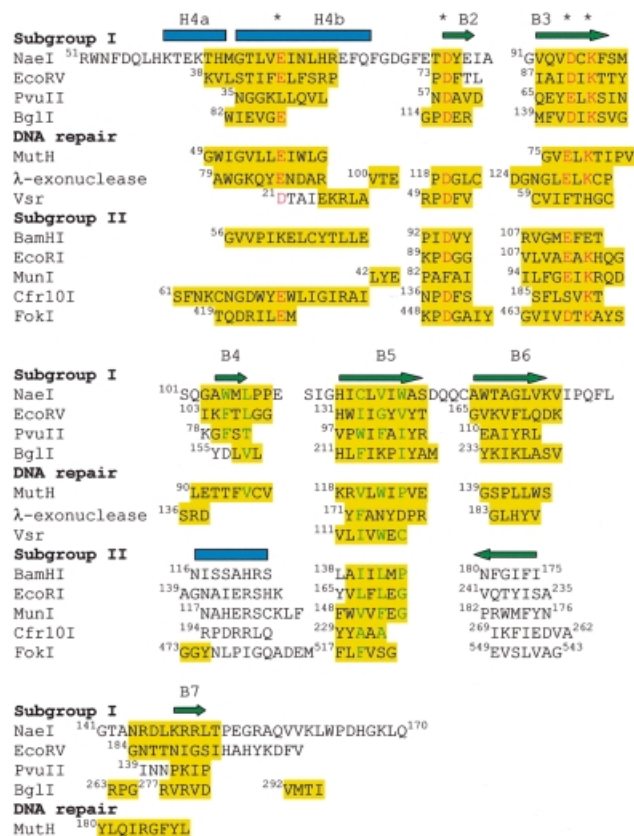 H4a * H4b * B2 B3 * *
Subgroup I
NaeI 51RWNFDQLHKTEKTHMGTLVEINLHREFQFGDGFETDYEIA 91GVQVDCKFSM
EcoRV 38KVLSTIFELFSRP 73PDFTL 87IAIDIKTTY
PvuII 35NGGKLLQVL 57NDAVD 65QEYELKSIN
BglI 82WIEVGE 114GPDER 139MFVDIKSVG
DNA repair
MutH 49GWIGVLLEIWLG 75GVELKTIPV
λ-exonuclease 79AWGKQYENDAR 100VTE 118PDGLC 124DGNGLELKCP
Vsr 21DTAIEKRLA 49RPDFV 59CVIFTHGC
Subgroup II
BamHI 56GVVPIKELCYTLLE 92PIDVY 107RVGMEFET
EcoRI 89KPDGG 107VLVAEAKHQG
MunI 42LYE 82PAFAI 94ILFGEIKRQD
Cfr10I 61SFNKCNGDWYEWLIGIRAI 136NPDFS 185SFLSVKT
FokI 419TQDRILEM 448KPDGAIY 463GVIVDTKAYS
B4 B5 B6
Subgroup I
NaeI 101SQGAWMLPPE SIGHICLVIWASDQQCAWTAGLVKVIPQFL
EcoRV 103IKFTLGG 131HWIIGYVYT 165GVKVFLQDK
PvuII 78KGFST 97VPWIFAIYR 110EAIYRL
BglI 155YDLVL 211HLFIKPIYAM 233YKIKLASV
DNA repair
MutH 90LETTFVCV 118KRVLWIPVE 139GSPLLWS
λ-exonuclease 136SRD 171YFANYDPR 183GLHYV
Vsr 111VLIVWEC
Subgroup II
BamHI 116NISSAHRS 138LAIILMP 180NFGIFI175
EcoRI 139AGNAIERSHK 165YVLFLEG 241VQTYISA235
MunI 117NAHERSCKLF 148FWVVFEG 182PRWMFYN176
Cfr10I 194RPDRRLQ 229YYAAA 269IKFIEDVA262
FokI 473GGYNLPIGQADEM 517FLFVSG 549EVSLVAG543
B7
Subgroup I
NaeI 141GTANRDLKRRLTPEGRAQVVKLWPDHGKLQ170
EcoRV 184GNTTNIGSIHAHYKDFV
PvuII 139INNPKIP
BglI 263RPG 277RVRVD 292VMTI
DNA repair
MutH 180YLQIRGFYL